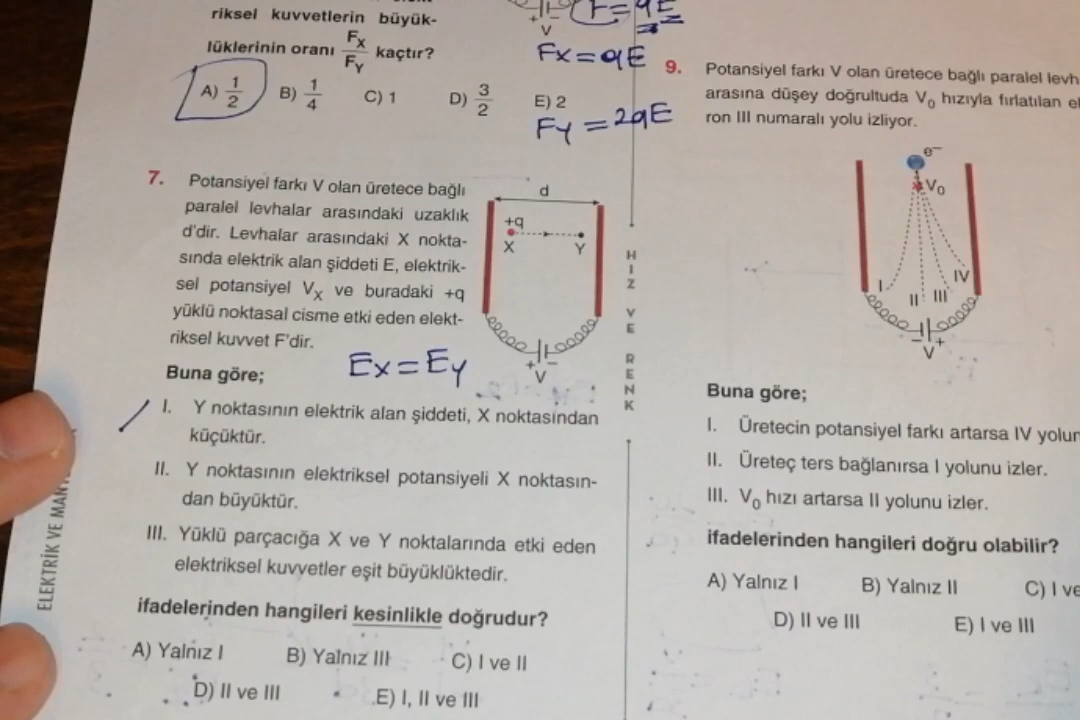 riksel kuvvetlerin büyük-
lüklerinin oranı Fx/FY kaçtır?
A) 1/2 B) 1/4 C) 1 D) 3/2 E) 2
+ V
F=qE
Fx=qE
FY=2qE
7. Potansiyel farkı V olan üretece bağlı
paralel levhalar arasındaki uzaklık
d'dir. Levhalar arasındaki X nokta-
sında elektrik alan şiddeti E, elektrik-
sel potansiyel VX ve buradaki +q
yüklü noktasal cisme etki eden elekt-
riksel kuvvet F'dir.
d
+q
X Y
+ -
V
Ex=EY
Buna göre;
I. Y noktasının elektrik alan şiddeti, X noktasından
küçüktür.
II. Y noktasının elektriksel potansiyeli X noktasın-
dan büyüktür.
III. Yüklü parçacığa X ve Y noktalarında etki eden
elektriksel kuvvetler eşit büyüklüktedir.
ifadelerinden hangileri kesinlikle doğrudur?
A) Yalnız I B) Yalnız III C) I ve II
D) II ve III E) I, II ve III
ELEKTRİK VE
HIZ VE RENK
9. Potansiyel farkı V olan üretece bağlı paralel levh
arasına düşey doğrultuda V0 hızıyla fırlatılan el
ron III numaralı yolu izliyor.
e-
V0
I II III IV
- +
V
Buna göre;
I. Üretecin potansiyel farkı artarsa IV yolun
II. Üreteç ters bağlanırsa I yolunu izler.
III. V0 hızı artarsa II yolunu izler.
ifadelerinden hangileri doğru olabilir?
A) Yalnız I B) Yalnız II C) I ve
D) II ve III E) I ve III